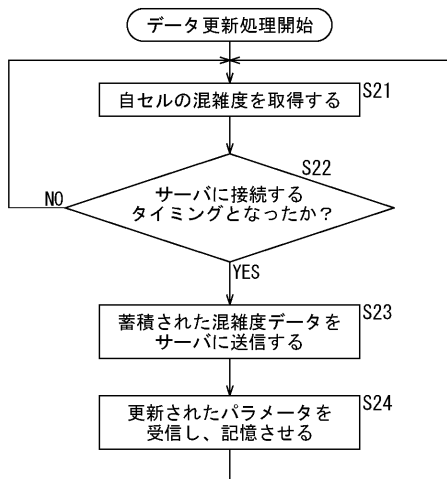 データ更新処理開始
自セルの混雑度を取得する
S21
S22
サーバに接続する
タイミングとなったか？
NO
YES
蓄積された混雑度データを
サーバに送信する
S23
更新されたパラメータを
受信し、記憶させる
S24